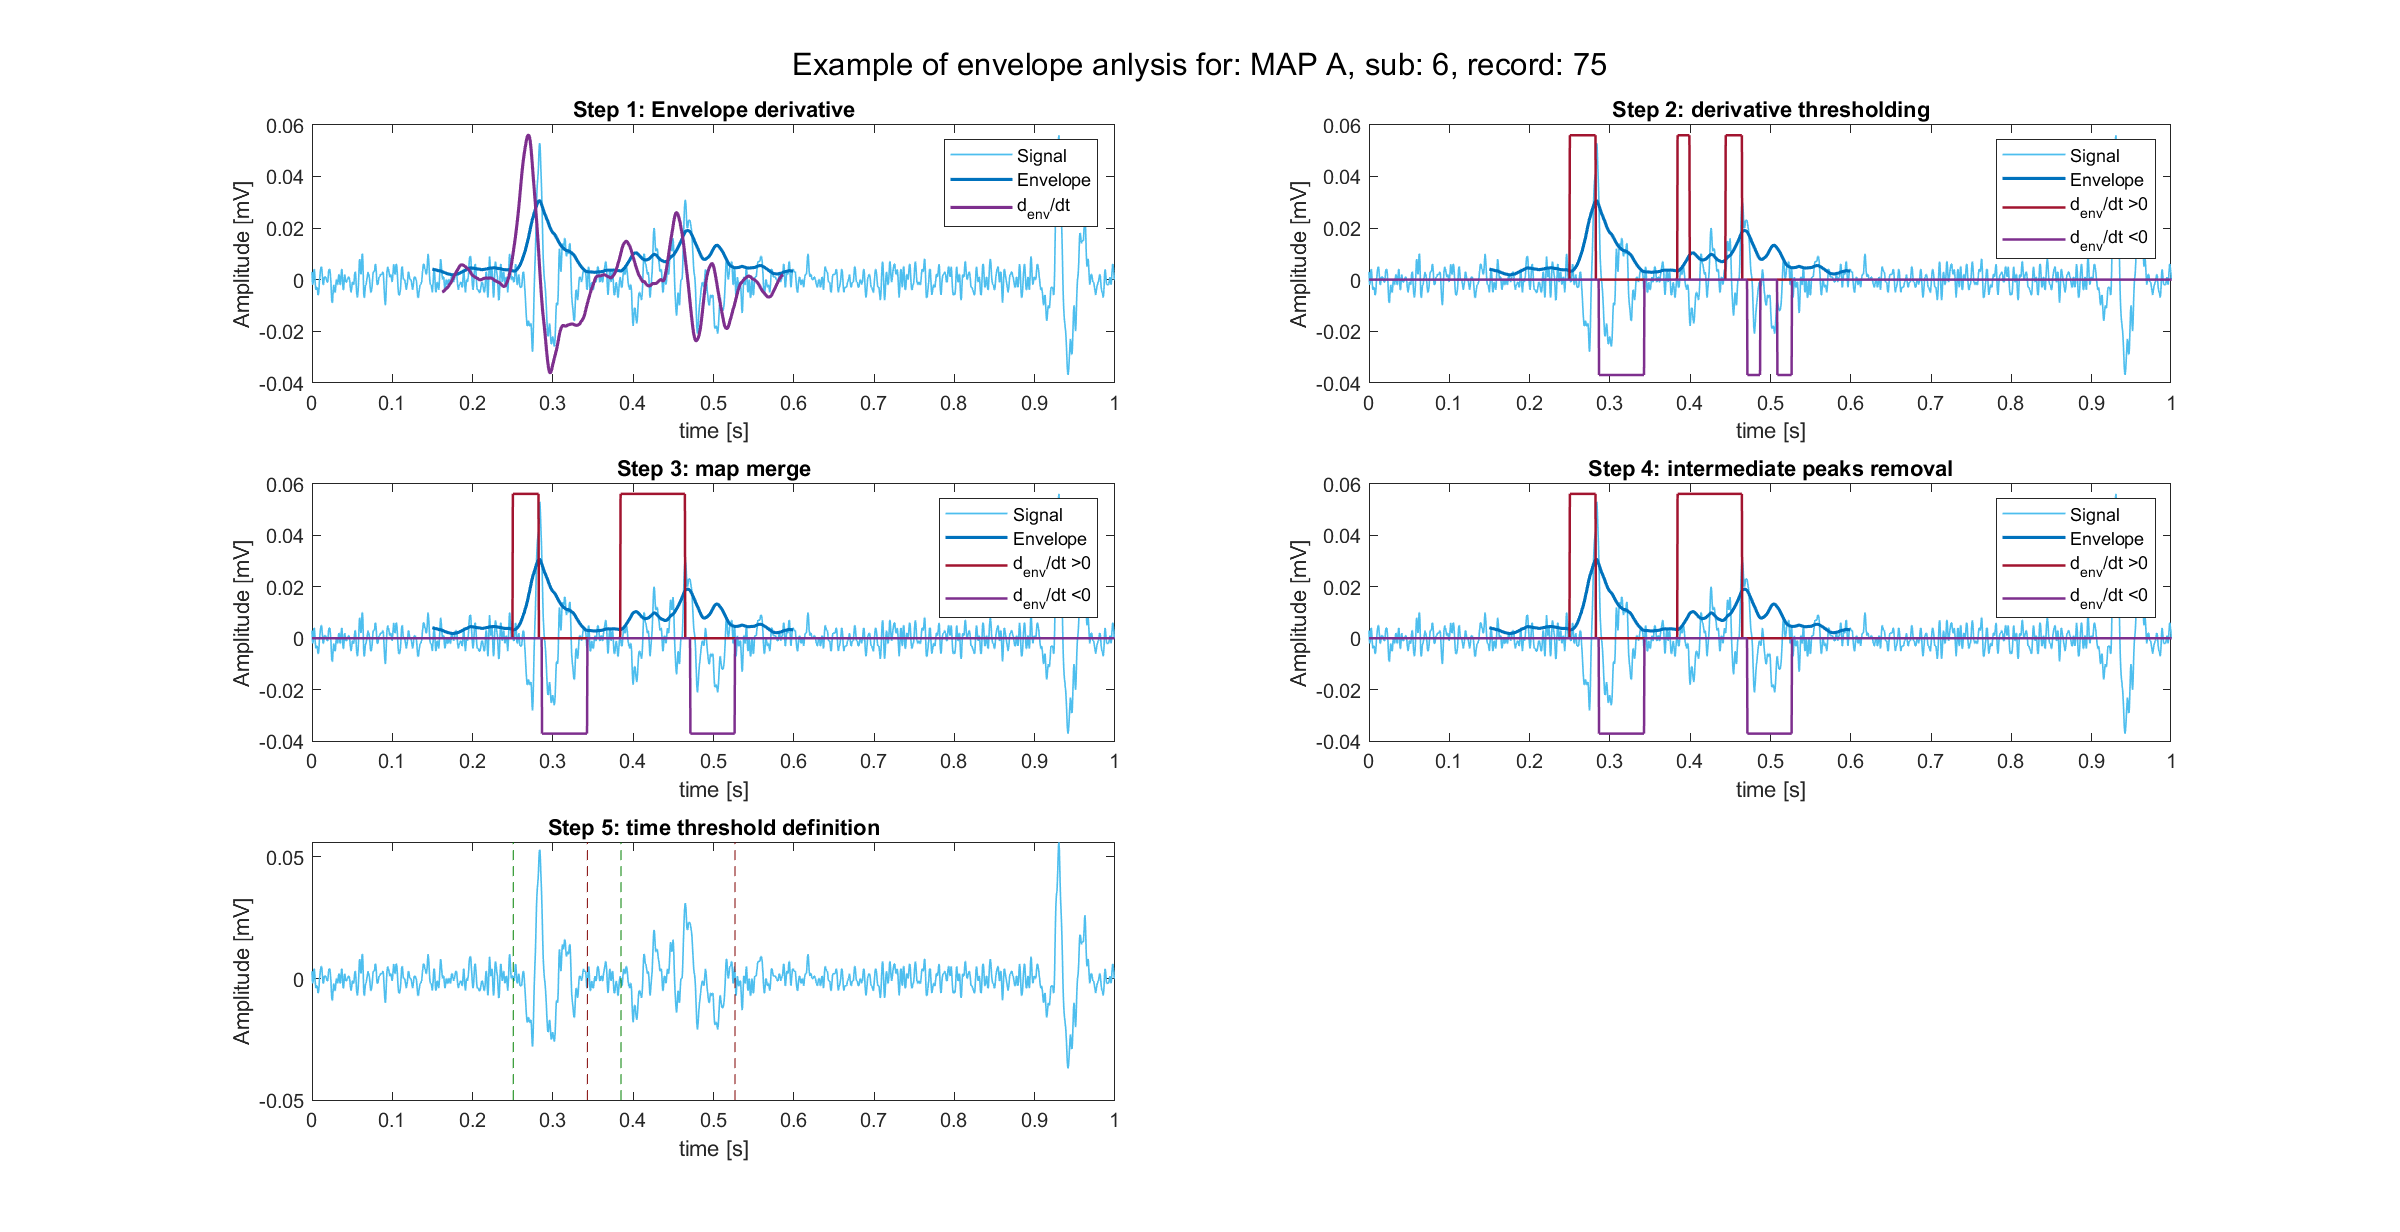 Example of envelope anlysis for: MAP A, sub: 6, record: 75
Step 1: Envelope derivative
0.06
0.04
0.02
0
-0.02
-0.04
Amplitude [mV]
0 0.1 0.2 0.3 0.4 0.5 0.6 0.7 0.8 0.9 1
time [s]
Signal
Envelope
d_env/dt
Step 2: derivative thresholding
0.06
0.04
0.02
0
-0.02
-0.04
Amplitude [mV]
0 0.1 0.2 0.3 0.4 0.5 0.6 0.7 0.8 0.9 1
time [s]
Signal
Envelope
d_env/dt >0
d_env/dt <0
Step 3: map merge
0.06
0.04
0.02
0
-0.02
-0.04
Amplitude [mV]
0 0.1 0.2 0.3 0.4 0.5 0.6 0.7 0.8 0.9 1
time [s]
Signal
Envelope
d_env/dt >0
d_env/dt <0
Step 4: intermediate peaks removal
0.06
0.04
0.02
0
-0.02
-0.04
Amplitude [mV]
0 0.1 0.2 0.3 0.4 0.5 0.6 0.7 0.8 0.9 1
time [s]
Signal
Envelope
d_env/dt >0
d_env/dt <0
Step 5: time threshold definition
0.05
0
-0.05
Amplitude [mV]
0 0.1 0.2 0.3 0.4 0.5 0.6 0.7 0.8 0.9 1
time [s]